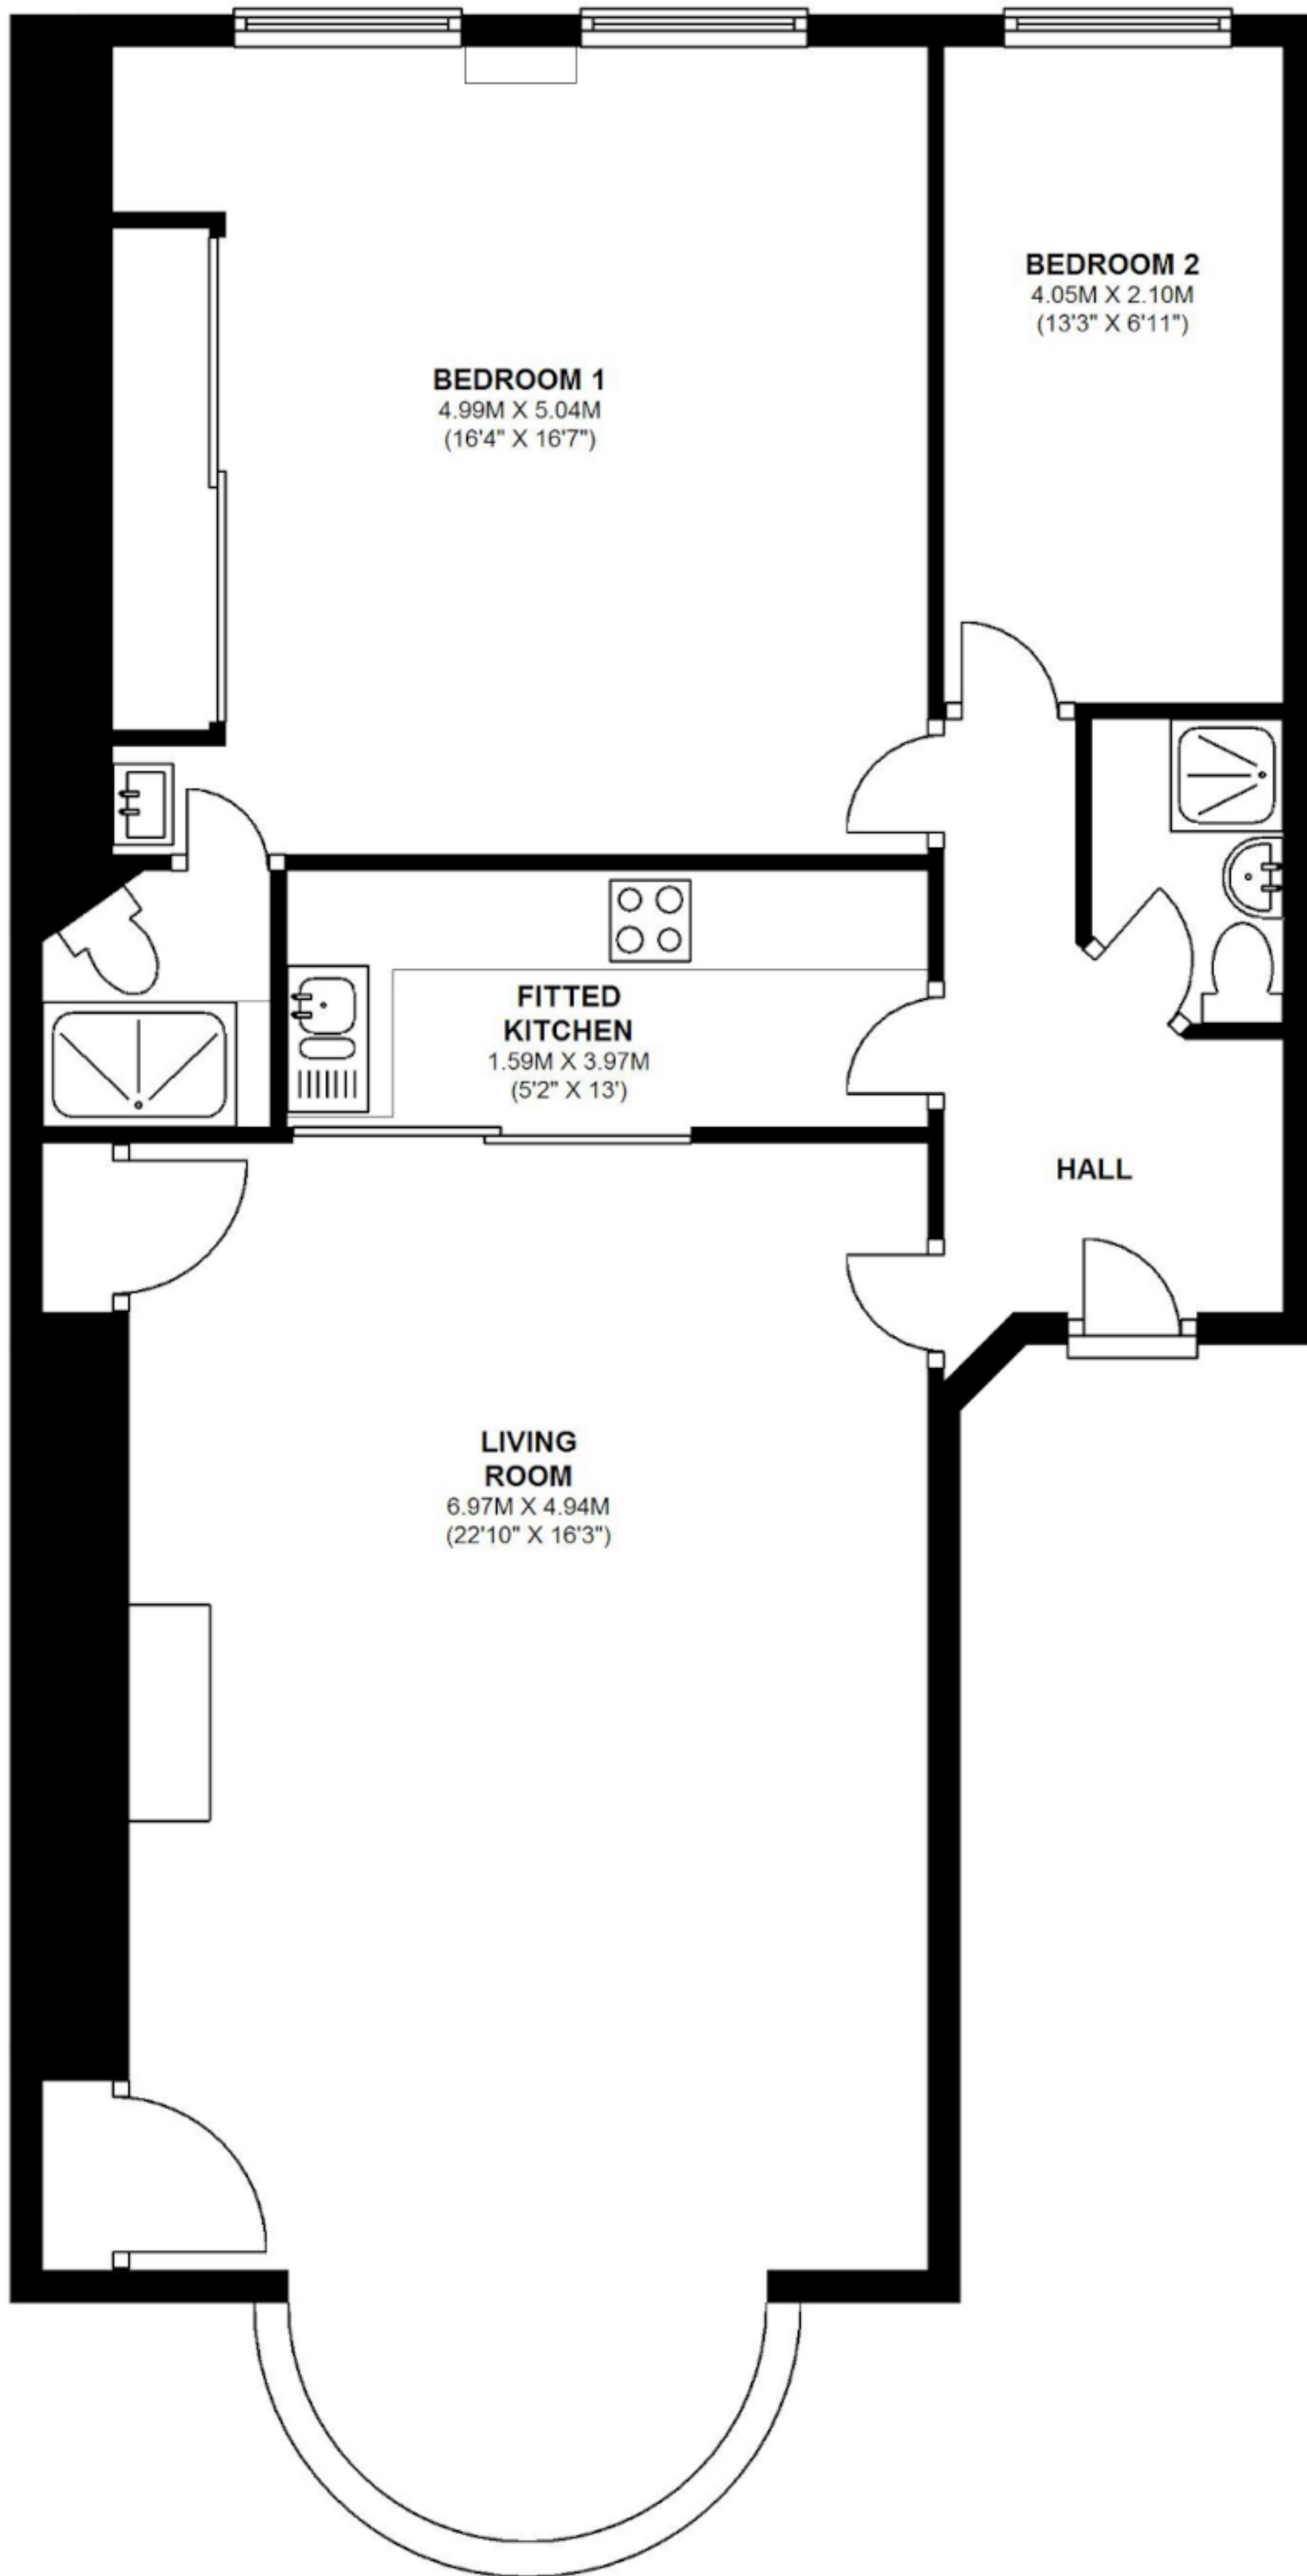 BEDROOM 1
4.99M X 5.04M
(16'4" X 16'7")
BEDROOM 2
4.05M X 2.10M
(13'3" X 6'11")
FITTED
KITCHEN
1.59M X 3.97M
(5'2" X 13')
HALL
LIVING
ROOM
6.97M X 4.94M
(22'10" X 16'3")